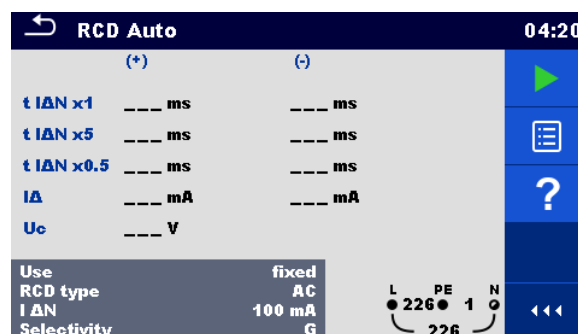 RCD Auto 04:20
(+) (-)
t IΔN x1 ___ ms ___ ms
t IΔN x5 ___ ms ___ ms
t IΔN x0.5 ___ ms ___ ms
IΔ ___ mA ___ mA
Uc ___ V
Use fixed
RCD type AC
I ΔN 100 mA
Selectivity G
L PE N
226 1
226
?